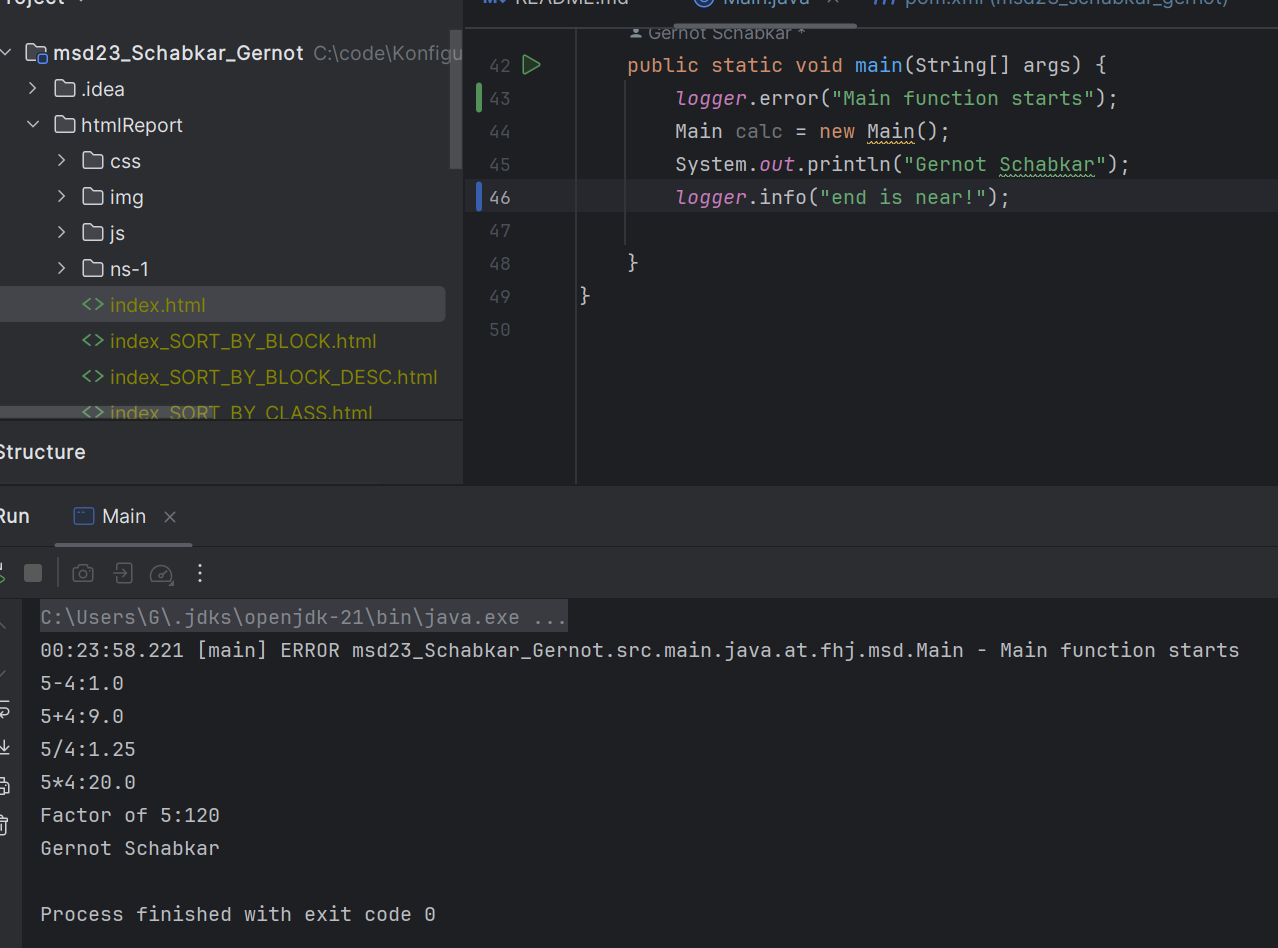 README.md
Main.java
pom.xml (msd23_schabkar_gernot)
msd23_Schabkar_Gernot C:\code\Konfigu
.idea
htmlReport
css
img
js
ns-1
index.html
index_SORT_BY_BLOCK.html
index_SORT_BY_BLOCK_DESC.html
index_SORT_BY_CLASS.html
Structure
Gernot Schabkar *
42 public static void main(String[] args) {
43 logger.error("Main function starts");
44 Main calc = new Main();
45 System.out.println("Gernot Schabkar");
46 logger.info("end is near!");
47
48 }
49 }
50
Run Main
C:\Users\G\.jdks\openjdk-21\bin\java.exe ...
00:23:58.221 [main] ERROR msd23_Schabkar_Gernot.src.main.java.at.fhj.msd.Main - Main function starts
5-4:1.0
5+4:9.0
5/4:1.25
5*4:20.0
Factor of 5:120
Gernot Schabkar
Process finished with exit code 0